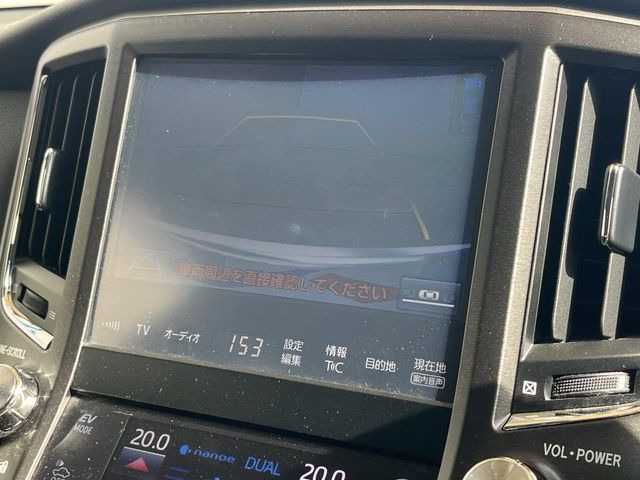 車両周辺を直接確認してください
TV オーディオ 153 設定 編集 情報 T®C 目的地 現在地 案内音声
NE・SCROLL
EV
MODE
20.0 nanoe DUAL 20.0
VOL・POWER